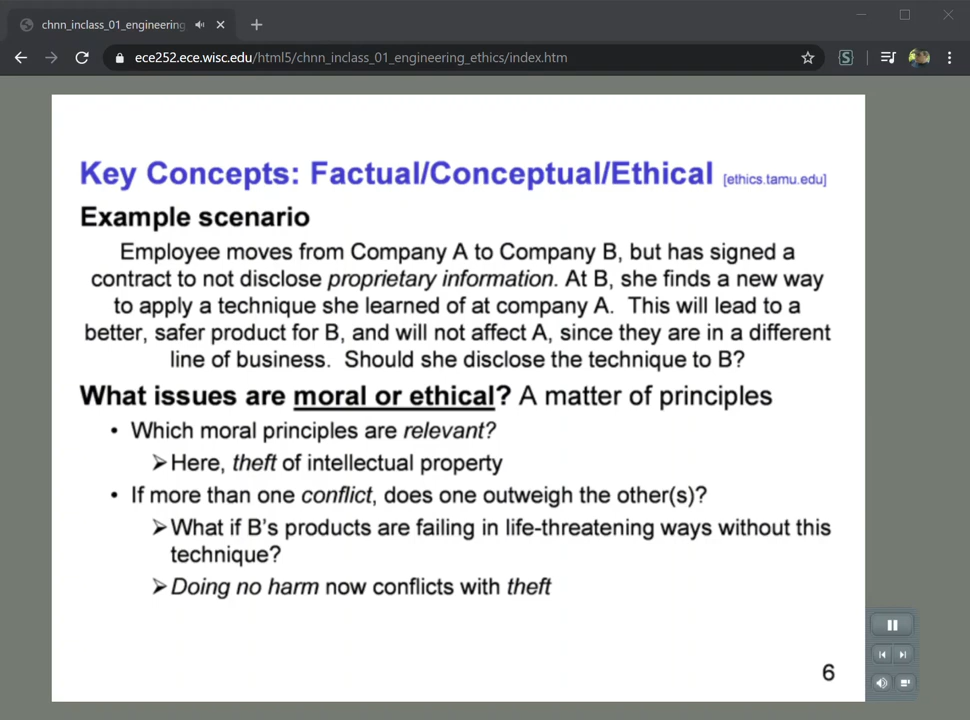 chnn_inclass_01_engineering
ece252.ece.wisc.edu/html5/chnn_inclass_01_engineering_ethics/index.htm
Key Concepts: Factual/Conceptual/Ethical [ethics.tamu.edu]
Example scenario
Employee moves from Company A to Company B, but has signed a
contract to not disclose proprietary information. At B, she finds a new way
to apply a technique she learned of at company A. This will lead to a
better, safer product for B, and will not affect A, since they are in a different
line of business. Should she disclose the technique to B?
What issues are moral or ethical? A matter of principles
• Which moral principles are relevant?
➢Here, theft of intellectual property
• If more than one conflict, does one outweigh the other(s)?
➢What if B's products are failing in life-threatening ways without this
technique?
➢Doing no harm now conflicts with theft
6